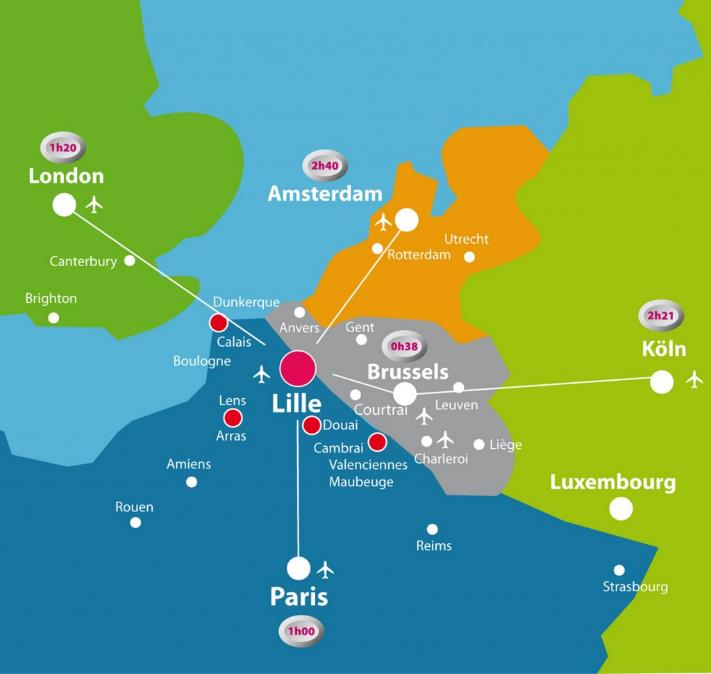 1h20
London
2h40
Amsterdam
Utrecht
Rotterdam
Canterbury
Brighton
Dunkerque
Calais
Boulogne
Anvers
Gent
0h38
Brussels
2h21
Köln
Lille
Courtrai
Leuven
Lens
Arras
Douai
Cambrai
Valenciennes
Maubeuge
Charleroi
Liège
Amiens
Luxembourg
Rouen
Reims
Strasbourg
Paris
1h00